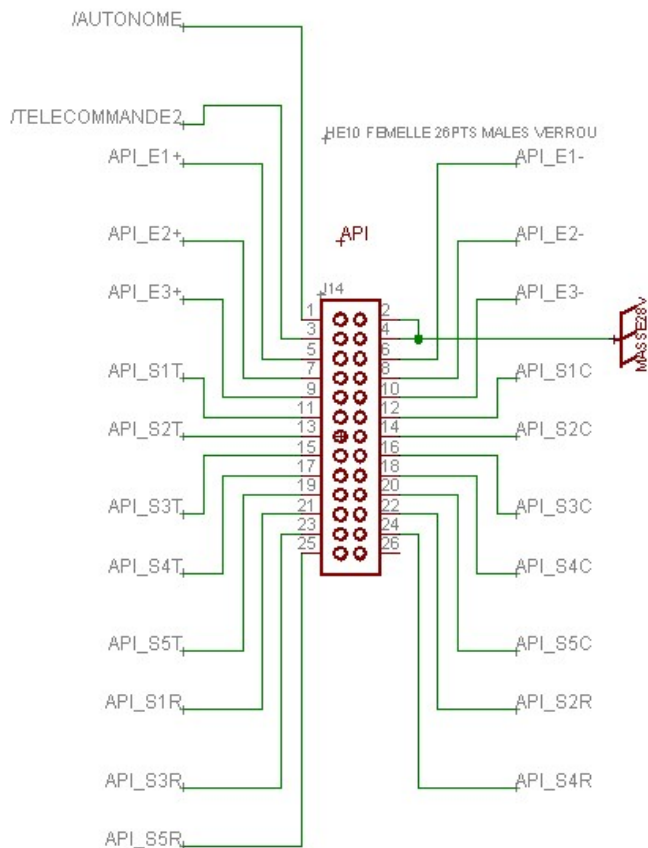 /AUTONOME
/TELECOMMANDE2
HE10 FEMELLE 26PTS MALES VERROU
API_E1+
API_E1-
API_E2+
API
API_E2-
API_E3+
J14
API_E3-
MASSE28V
1 2
3 4
5 6
7 8
API_S1T
API_S1C
9 10
11 12
API_S2T
13 14
API_S2C
15 16
17 18
19 20
API_S3T
API_S3C
21 22
23 24
25 26
API_S4T
API_S4C
API_S5T
API_S5C
API_S1R
API_S2R
API_S3R
API_S4R
API_S5R